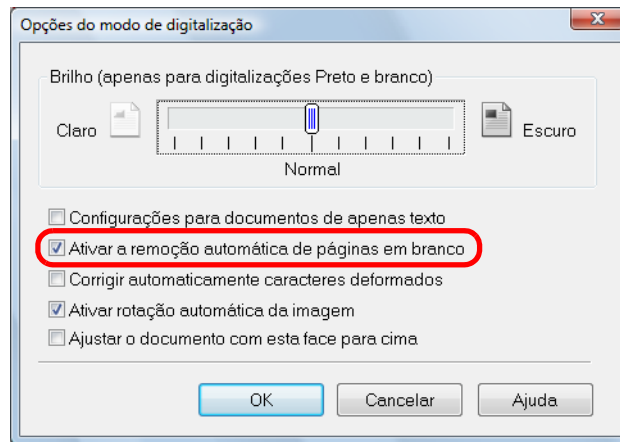 Opções do modo de digitalização
Brilho (apenas para digitalizações Preto e branco)
Claro
Escuro
Normal
Configurações para documentos de apenas texto
Ativar a remoção automática de páginas em branco
Corrigir automaticamente caracteres deformados
Ativar rotação automática da imagem
Ajustar o documento com esta face para cima
OK
Cancelar
Ajuda